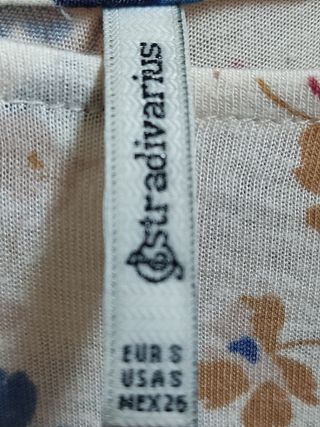 stradivarius
EUR S
USA S
MEX 26